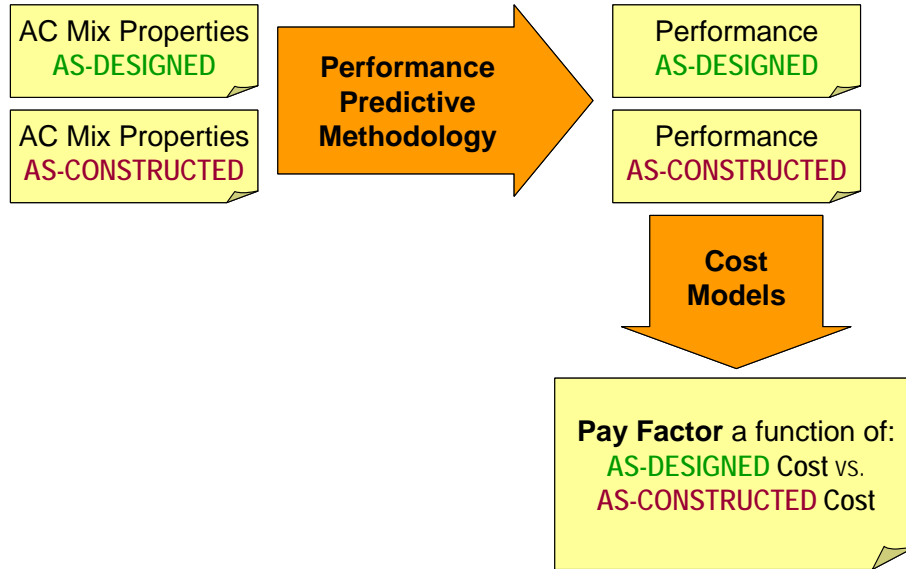 AC Mix Properties
AS-DESIGNED
AC Mix Properties
AS-CONSTRUCTED
Performance
Predictive
Methodology
Performance
AS-DESIGNED
Performance
AS-CONSTRUCTED
Cost
Models
Pay Factor a function of:
AS-DESIGNED Cost vs.
AS-CONSTRUCTED Cost